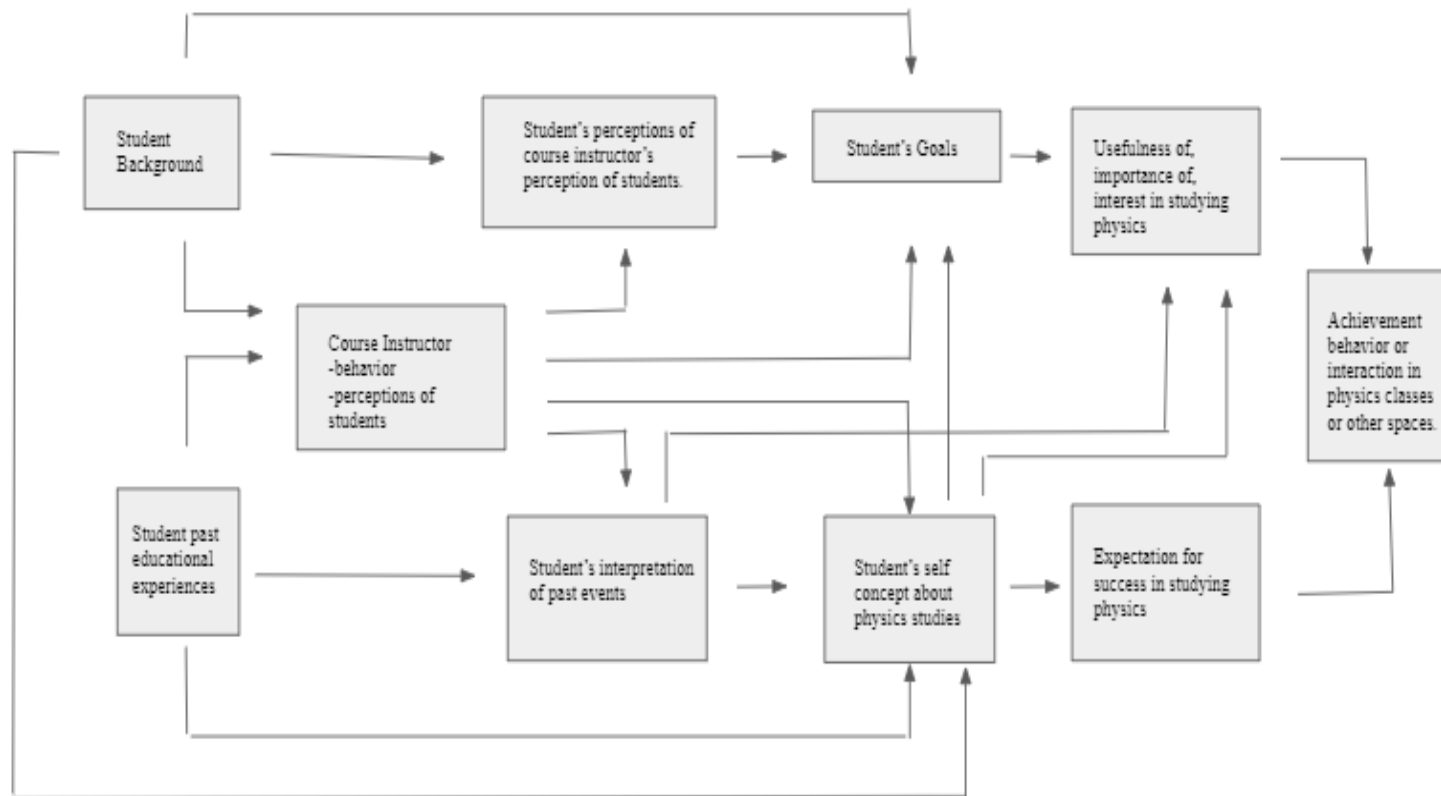 Student
Background
Student's perceptions of
course instructor's
perception of students.
Student's Goals
Usefulness of,
importance of,
interest in studying
physics
Course Instructor
-behavior
-perceptions of
students
Achievement
behavior or
interaction in
physics classes
or other spaces.
Student past
educational
experiences
Student's interpretation
of past events
Student's self
concept about
physics studies
Expectation for
success in studying
physics